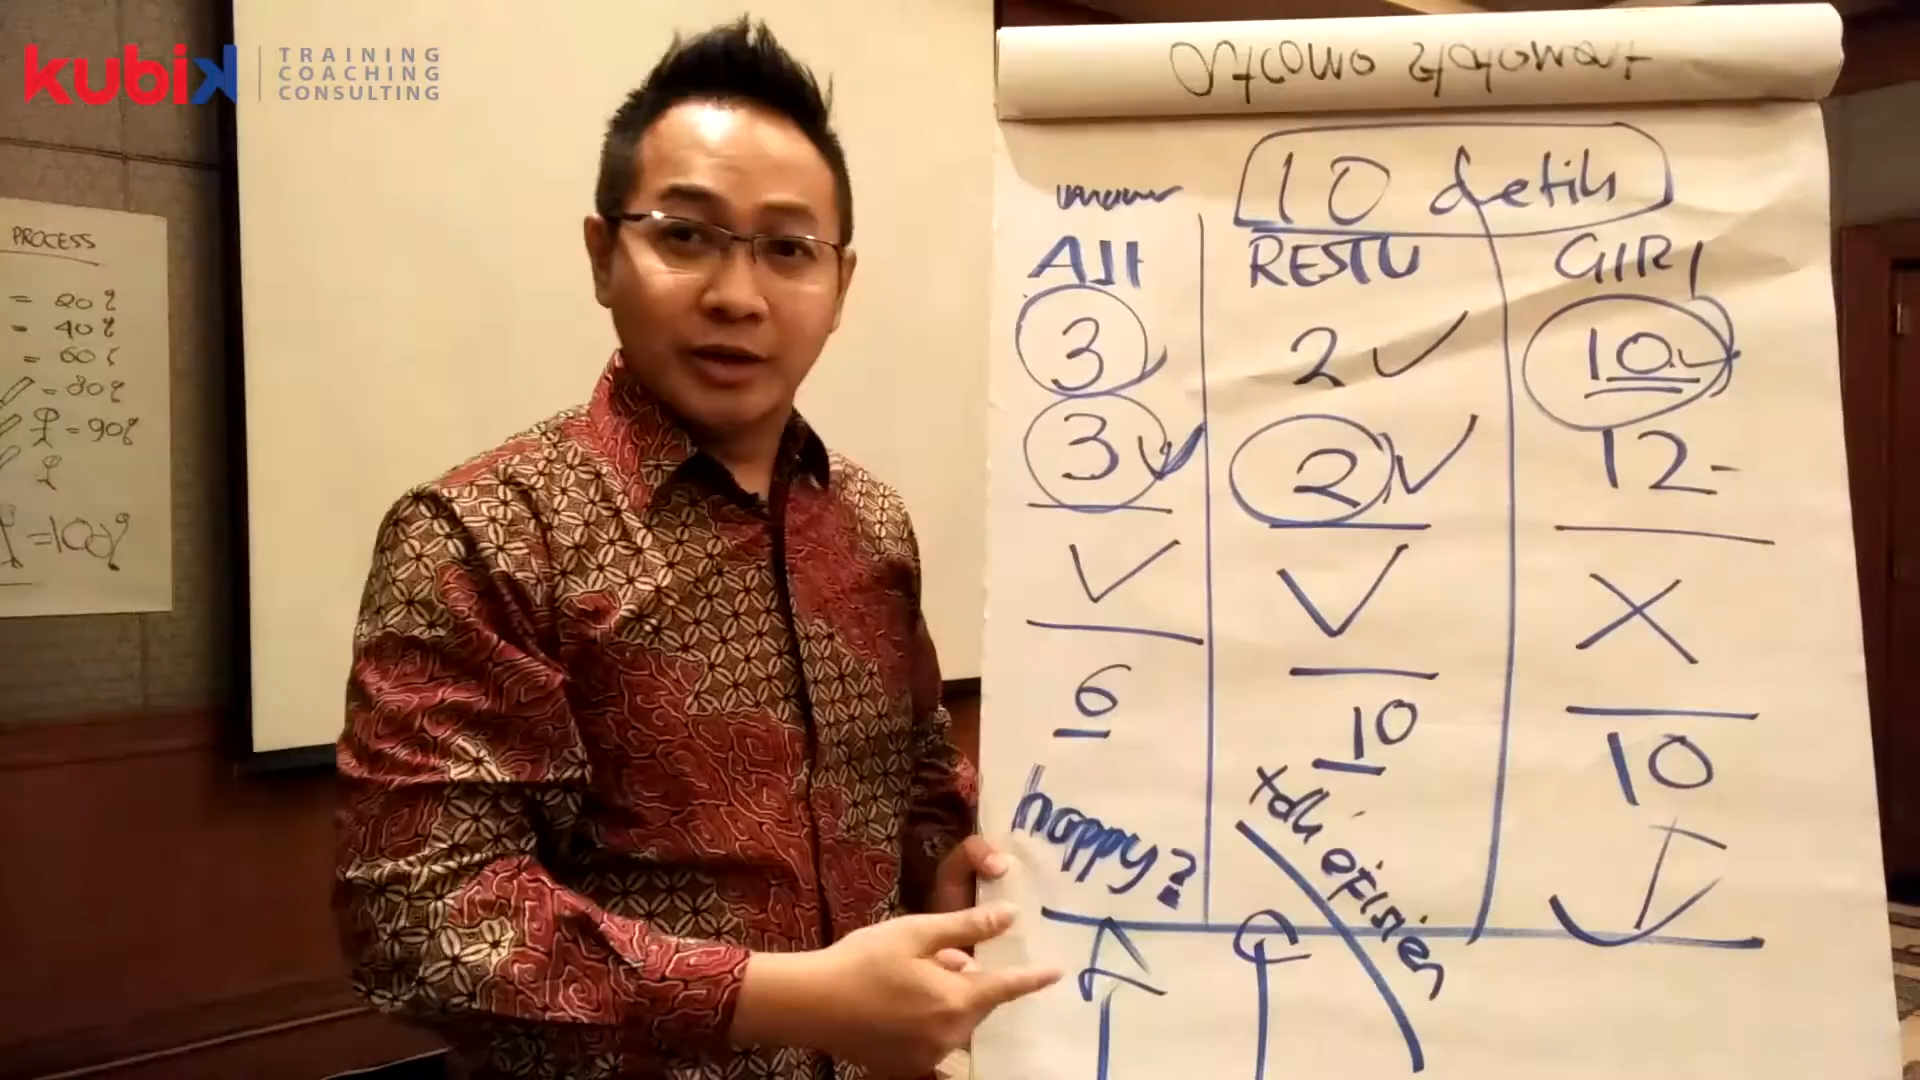 kubik
TRAINING
COACHING
CONSULTING
PROCESS
= 20%
= 40%
= 60%
= 80%
= 90%
= 100%
10 detik
AJI RESTU GIRI
3 2 10
3 2 12-
6 10 10
happy?
tdk efisien